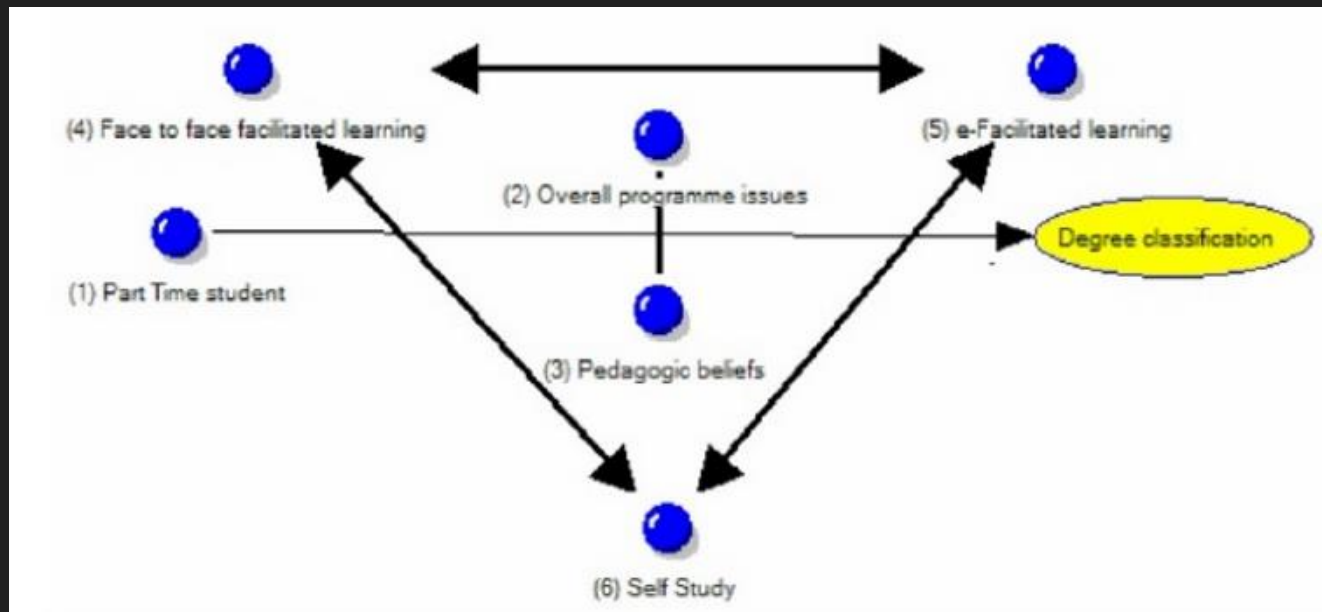 (4) Face to face facilitated learning
(5) e-Facilitated learning
(2) Overall programme issues
Degree classification
(1) Part Time student
(3) Pedagogic beliefs
(6) Self Study